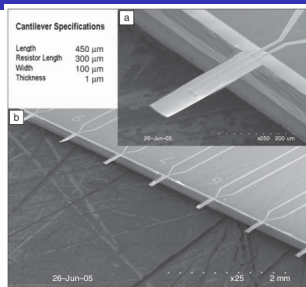 Cantilever Specifications
Length 450 μm
Resistor Length 300 μm
Width 100 μm
Thickness 1 μm
a
26-Jun-05 x250 200 um
b
26-Jun-05 x25 2 mm